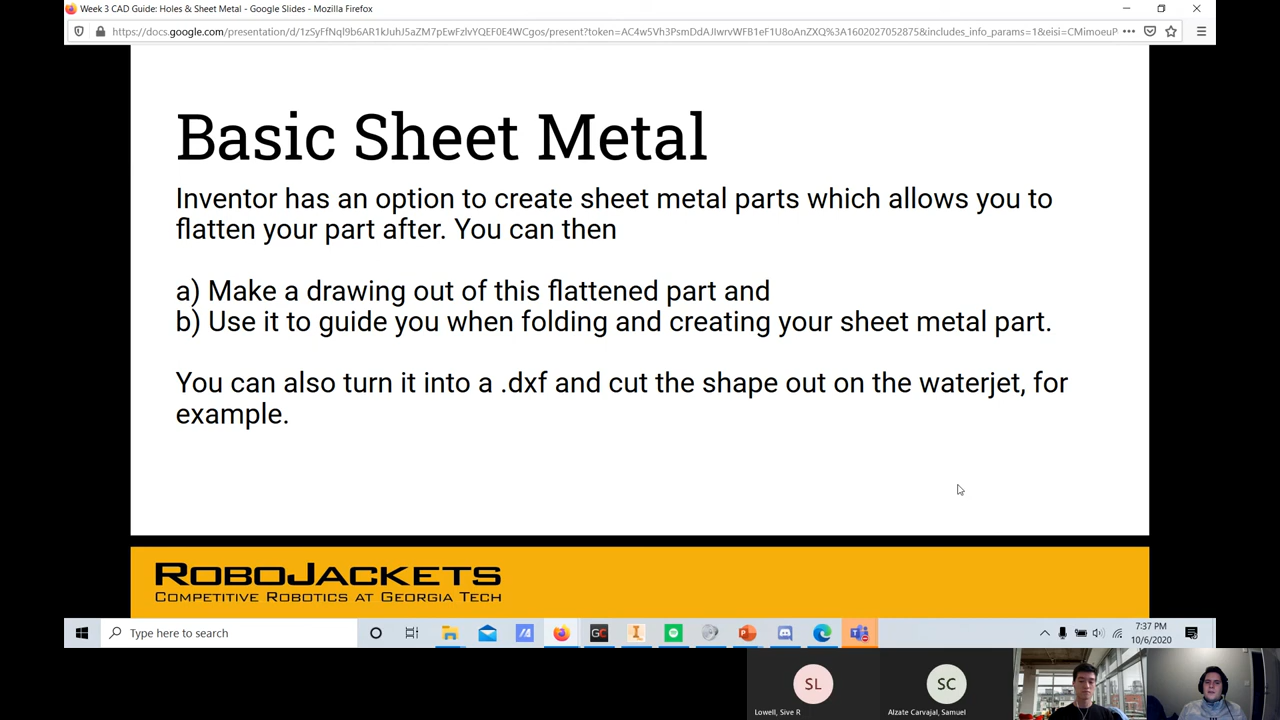 Week 3 CAD Guide: Holes & Sheet Metal - Google Slides - Mozilla Firefox
Basic Sheet Metal
Inventor has an option to create sheet metal parts which allows you to
flatten your part after. You can then
a) Make a drawing out of this flattened part and
b) Use it to guide you when folding and creating your sheet metal part.
You can also turn it into a .dxf and cut the shape out on the waterjet, for
example.
ROBOJACKETS
COMPETITIVE ROBOTICS AT GEORGIA TECH
Type here to search
GC
7:37 PM
10/6/2020
SL
SC
Lowell, Sive R
Alzate Carvajal, Samuel